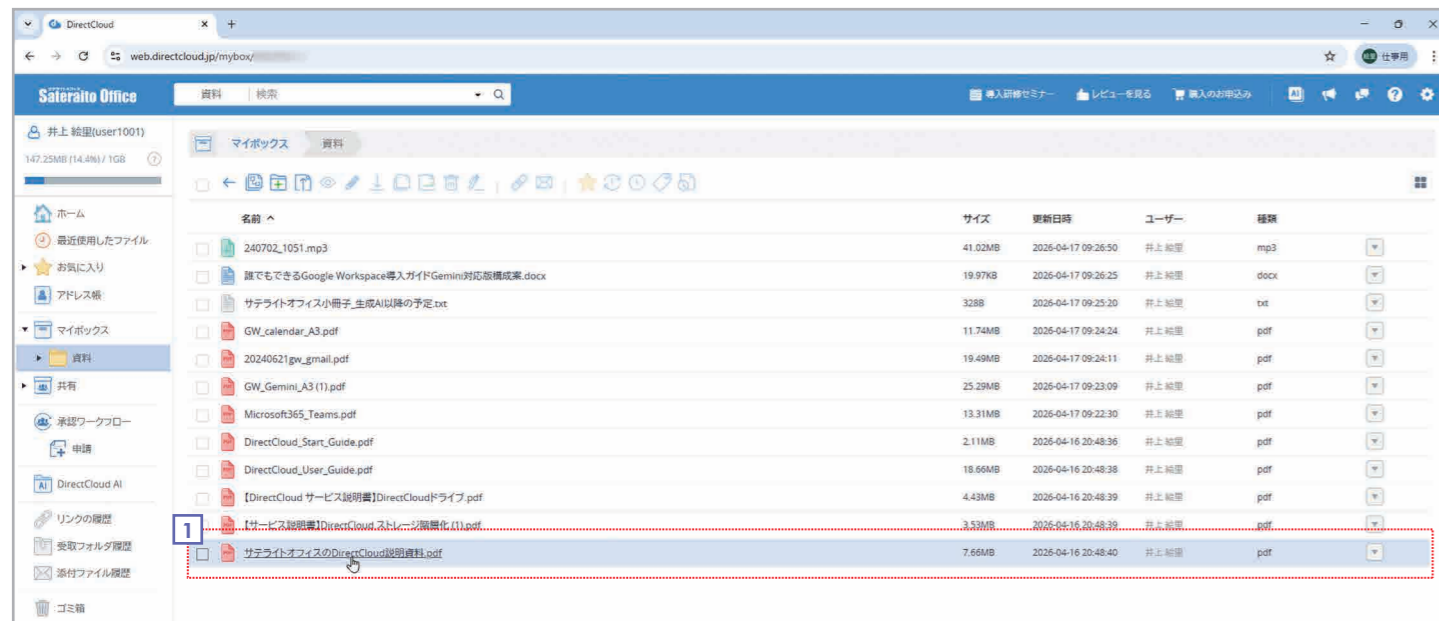 DirectCloud
web.directcloud.jp/mybox/
仕事用
Sateraito Office
資料 検索
導入研修セミナー レビューを見る 購入のお申込み AI
井上 絵里(user1001)
147.25MB (14.4%) / 1GB
マイボックス 資料
ホーム
最近使用したファイル
お気に入り
アドレス帳
マイボックス
資料
共有
承認ワークフロー
申請
AI DirectCloud AI
リンクの履歴
受取フォルダ履歴
添付ファイル履歴
ゴミ箱
名前 サイズ 更新日時 ユーザー 種類
240702_1051.mp3 41.02MB 2026-04-17 09:26:50 井上 絵里 mp3
誰でもできるGoogle Workspace導入ガイドGemini対応版構成案.docx 19.97KB 2026-04-17 09:26:25 井上 絵里 docx
サテライトオフィス小冊子_生成AI以降の予定.txt 328B 2026-04-17 09:25:20 井上 絵里 txt
GW_calendar_A3.pdf 11.74MB 2026-04-17 09:24:24 井上 絵里 pdf
20240621gw_gmail.pdf 19.49MB 2026-04-17 09:24:11 井上 絵里 pdf
GW_Gemini_A3 (1).pdf 25.29MB 2026-04-17 09:23:09 井上 絵里 pdf
Microsoft365_Teams.pdf 13.31MB 2026-04-17 09:22:30 井上 絵里 pdf
DirectCloud_Start_Guide.pdf 2.11MB 2026-04-16 20:48:36 井上 絵里 pdf
DirectCloud_User_Guide.pdf 18.66MB 2026-04-16 20:48:38 井上 絵里 pdf
【DirectCloud サービス説明書】DirectCloudドライブ.pdf 4.43MB 2026-04-16 20:48:39 井上 絵里 pdf
【サービス説明書】DirectCloud ストレージ階層化 (1).pdf 3.53MB 2026-04-16 20:48:39 井上 絵里 pdf
1
サテライトオフィスのDirectCloud説明資料.pdf 7.66MB 2026-04-16 20:48:40 井上 絵里 pdf